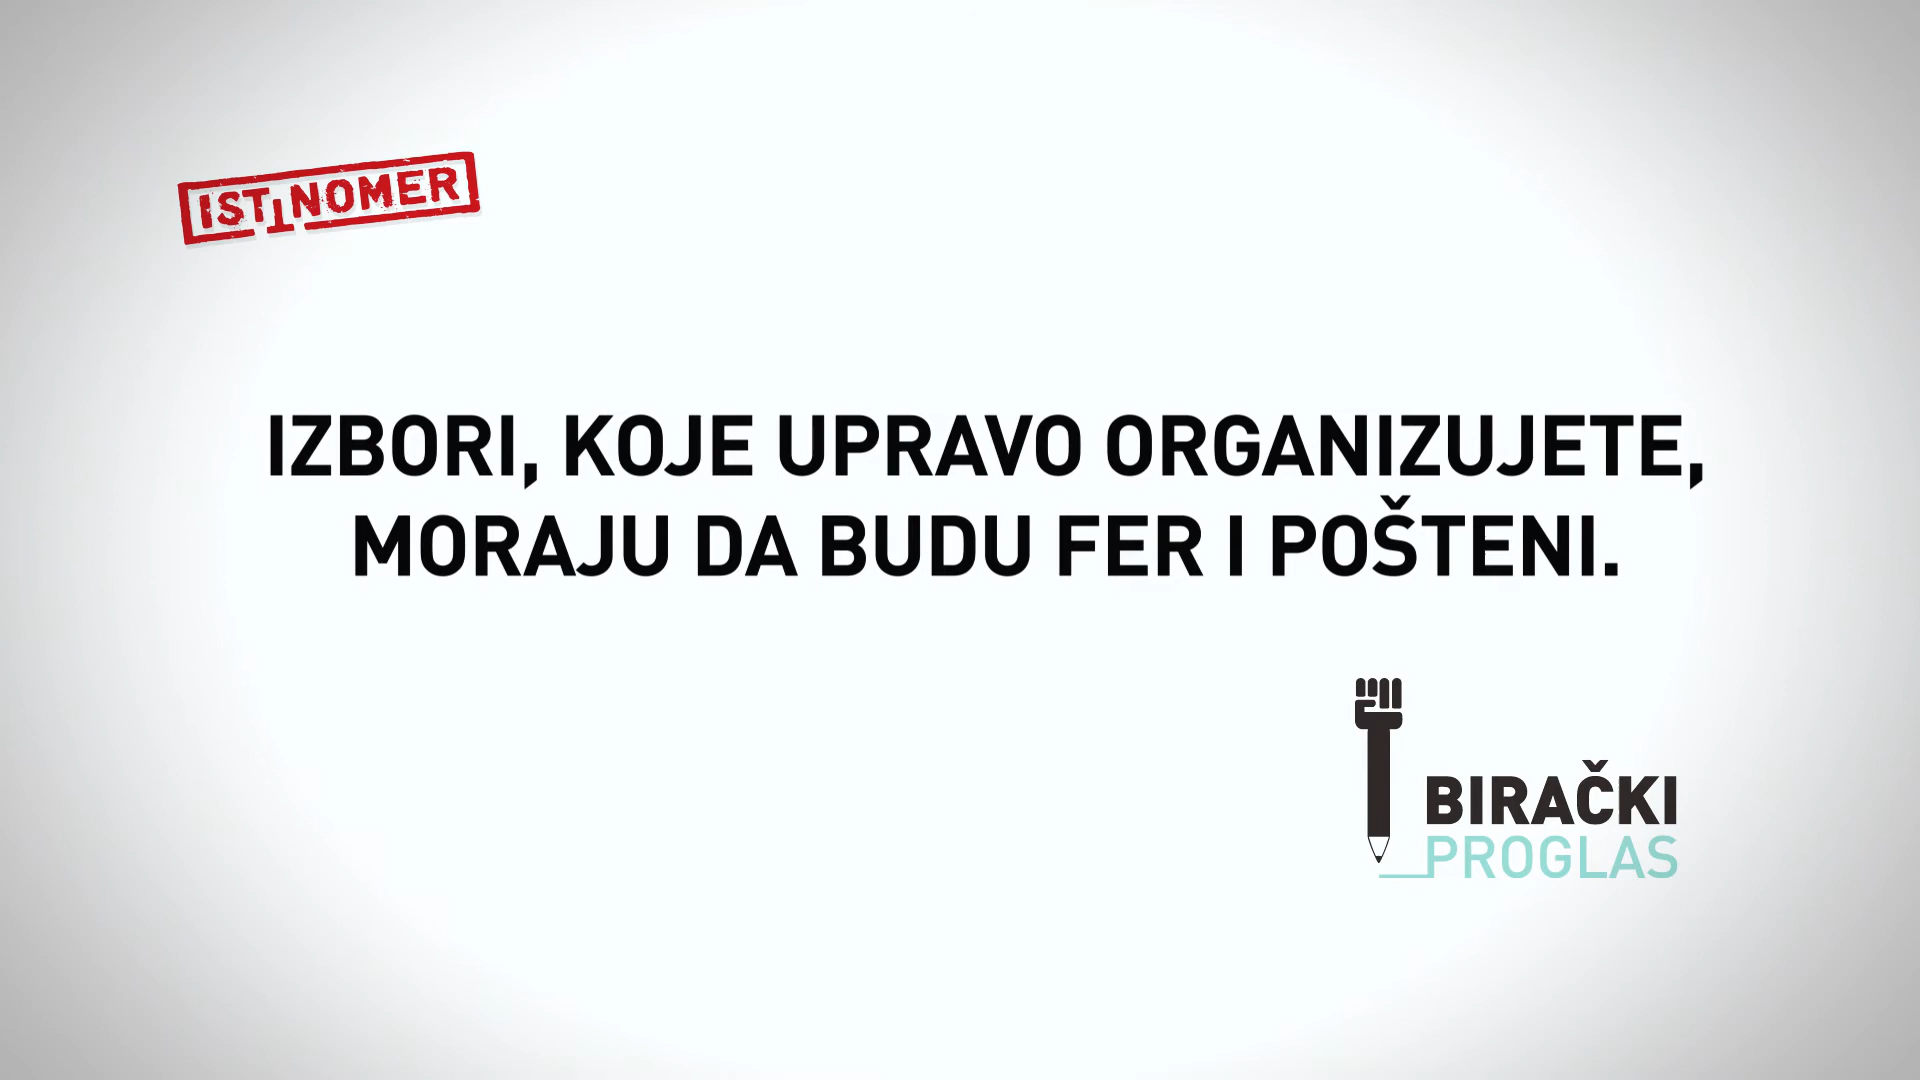 ISTINOMER
IZBORI, KOJE UPRAVO ORGANIZUJETE,
MORAJU DA BUDU FER I POŠTENI.
BIRAČKI
PROGLAS